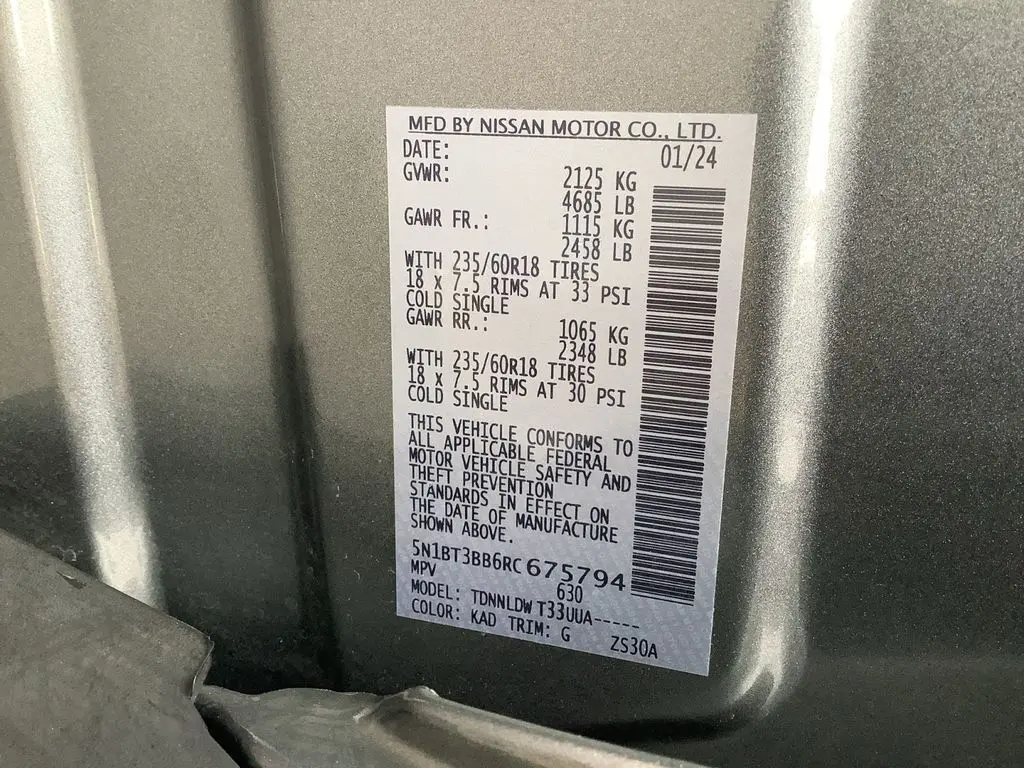 MFD BY NISSAN MOTOR CO., LTD.
DATE: 01/24
GVWR: 2125 KG
4685 LB
GAWR FR.: 1115 KG
2458 LB
WITH 235/60R18 TIRES
18 X 7.5 RIMS AT 33 PSI
COLD SINGLE
GAWR RR.: 1065 KG
2348 LB
WITH 235/60R18 TIRES
18 X 7.5 RIMS AT 30 PSI
COLD SINGLE
THIS VEHICLE CONFORMS TO
ALL APPLICABLE FEDERAL
MOTOR VEHICLE SAFETY AND
THEFT PREVENTION
STANDARDS IN EFFECT ON
THE DATE OF MANUFACTURE
SHOWN ABOVE.
5N1BT3BB6RC675794
MPV 630
MODEL: TDNNLDWT33UUA-----
COLOR: KAD TRIM: G ZS30A